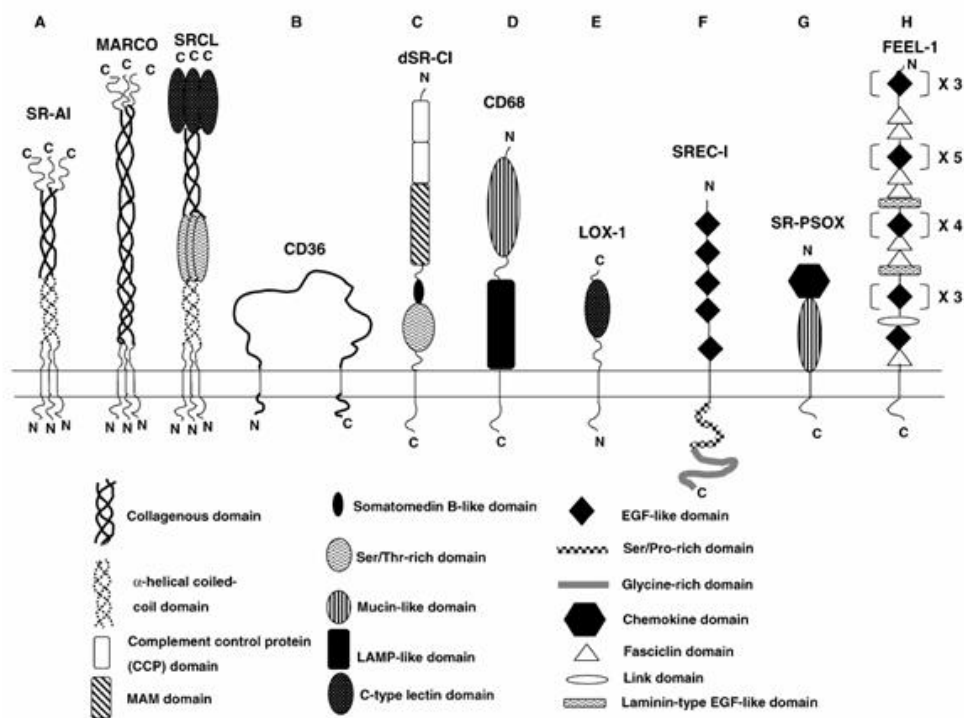 A B C D E F G H
MARCO SRCL dSR-CI FEEL-1
C C C C C C N N
SR-AI CD68 X 3
C C C N SREC-I X 5
N SR-PSOX X 4
CD36 LOX-1 N
C X 3
N N N N N N N N N N C C C N C C
C
Collagenous domain
α-helical coiled-
coil domain
Complement control protein
(CCP) domain
MAM domain
Somatomedin B-like domain
Ser/Thr-rich domain
Mucin-like domain
LAMP-like domain
C-type lectin domain
EGF-like domain
Ser/Pro-rich domain
Glycine-rich domain
Chemokine domain
Fasciclin domain
Link domain
Laminin-type EGF-like domain